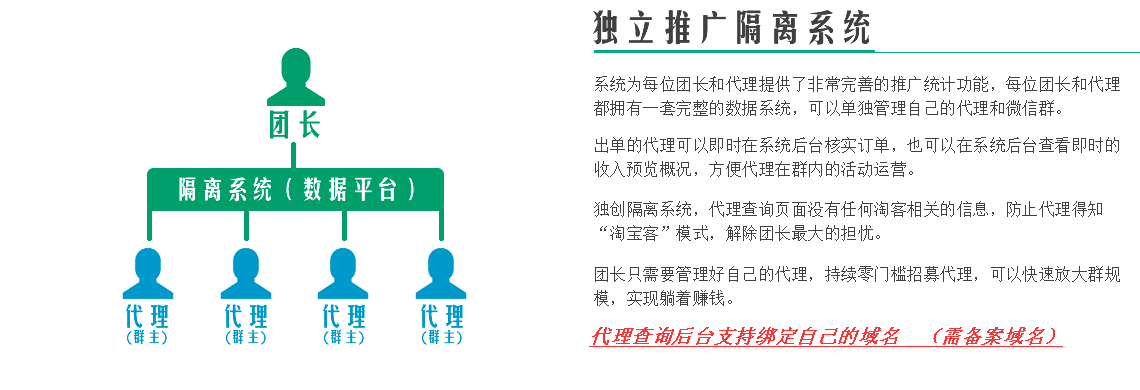 团长
隔离系统（数据平台）
代理
(群主)
代理
(群主)
代理
(群主)
代理
(群主)
独立推广隔离系统
系统为每位团长和代理提供了非常完善的推广统计功能，每位团长和代理
都拥有一套完整的数据系统，可以单独管理自己的代理和微信群。
出单的代理可以即时在系统后台核实订单，也可以在系统后台查看即时的
收入预览概况，方便代理在群内的活动运营。
独创隔离系统，代理查询页面没有任何淘客相关的信息，防止代理得知
“淘宝客”模式，解除团长最大的担忧。
团长只需要管理好自己的代理，持续零门槛招募代理，可以快速放大群规
模，实现躺着赚钱。
代理查询后台支持绑定自己的域名　（需备案域名）